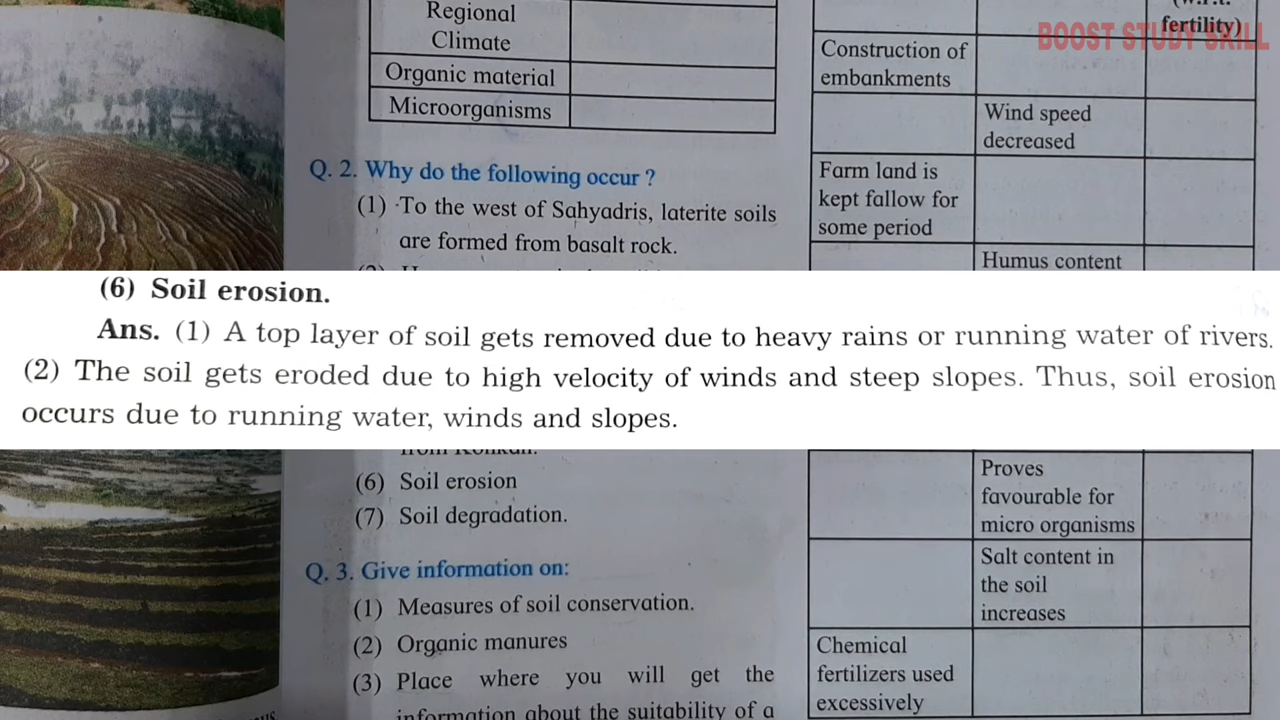 BOOST STUDY SKILL
Regional
Climate
Organic material
Microorganisms
Q. 2. Why do the following occur ?
(1) To the west of Sahyadris, laterite soils
are formed from basalt rock.
(6) Soil erosion.
Ans. (1) A top layer of soil gets removed due to heavy rains or running water of rivers.
(2) The soil gets eroded due to high velocity of winds and steep slopes. Thus, soil erosion
occurs due to running water, winds and slopes.
(6) Soil erosion
(7) Soil degradation.
Q. 3. Give information on:
(1) Measures of soil conservation.
(2) Organic manures
(3) Place where you will get the
information about the suitability of a
fertility)
Construction of
embankments
Wind speed
decreased
Farm land is
kept fallow for
some period
Humus content
Proves
favourable for
micro organisms
Salt content in
the soil
increases
Chemical
fertilizers used
excessively